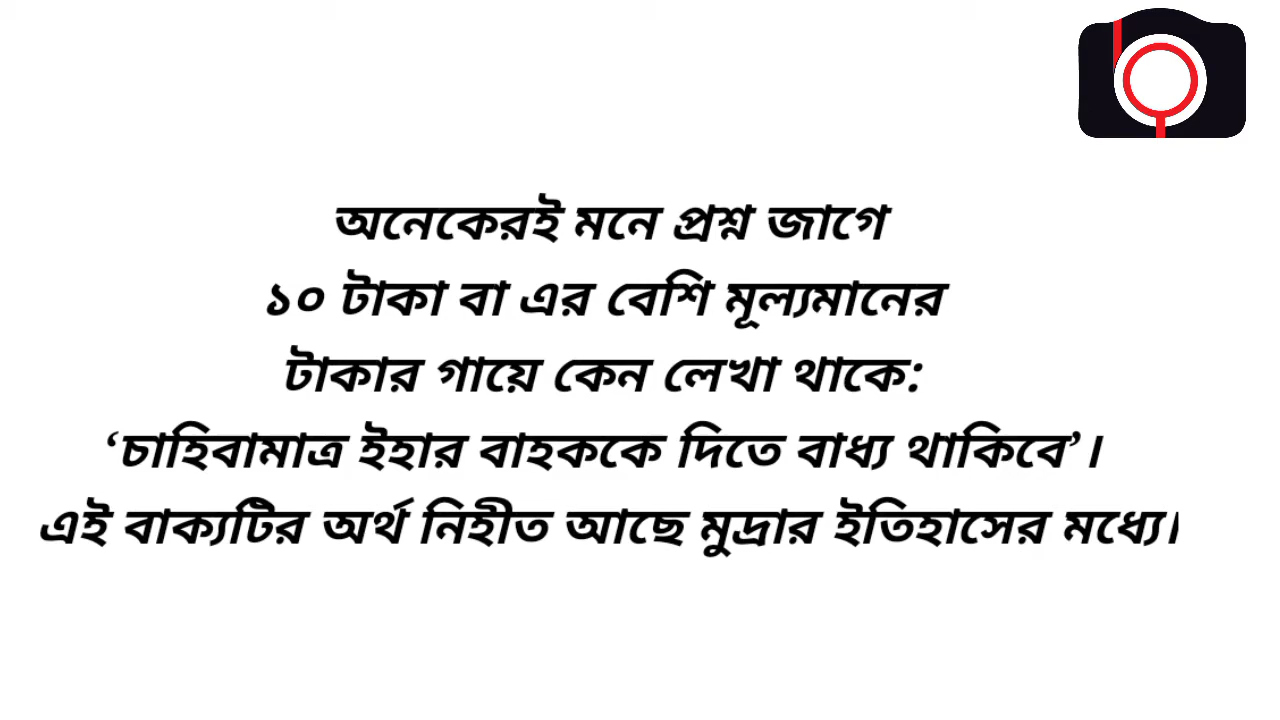 অনেকেরই মনে প্রশ্ন জাগে
১০ টাকা বা এর বেশি মূল্যমানের
টাকার গায়ে কেন লেখা থাকে:
‘চাহিবামাত্র ইহার বাহককে দিতে বাধ্য থাকিবে’।
এই বাক্যটির অর্থ নিহীত আছে মুদ্রার ইতিহাসের মধ্যে।